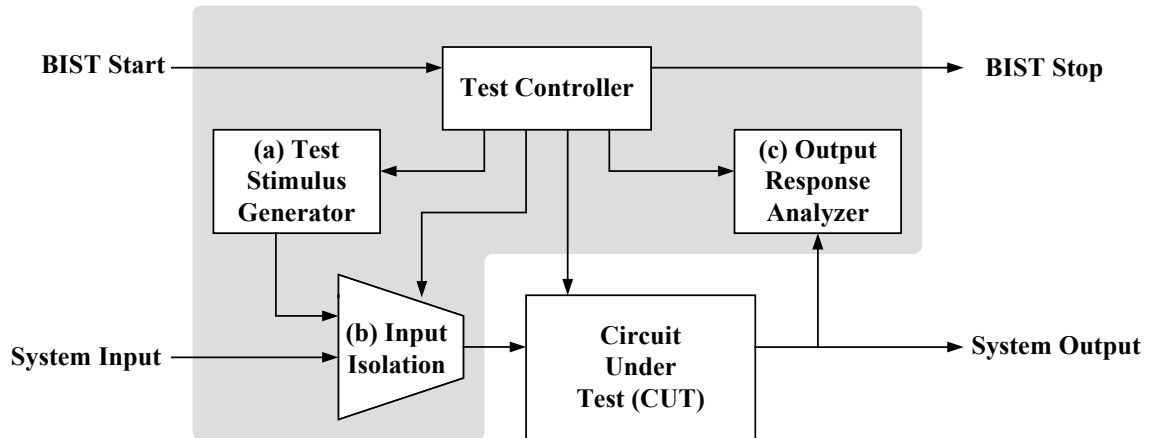 BIST Start
Test Controller
BIST Stop
(a) Test
Stimulus
Generator
(c) Output
Response
Analyzer
System Input
(b) Input
Isolation
Circuit
Under
Test (CUT)
System Output